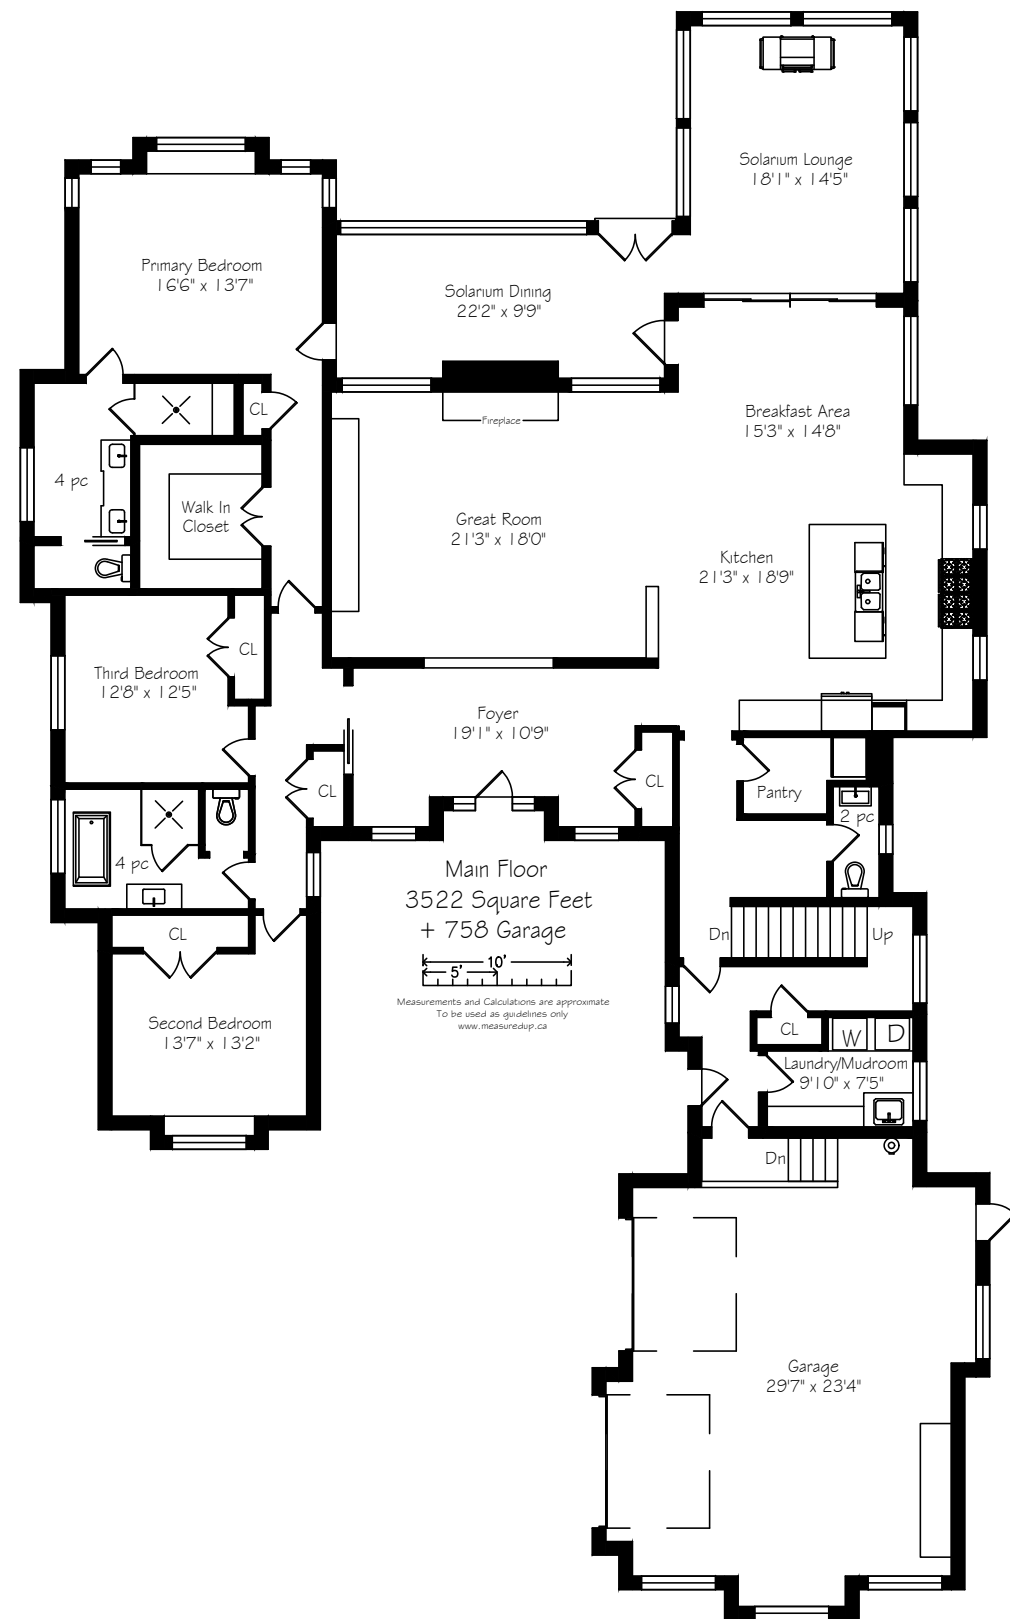 Solarium Lounge
18'1" x 14'5"
Primary Bedroom
16'6" x 13'7"
Solarium Dining
22'2" x 9'9"
CL
Fireplace
Breakfast Area
15'3" x 14'8"
4 pc
Walk In
Closet
Great Room
21'3" x 18'0"
Kitchen
21'3" x 18'9"
CL
Third Bedroom
12'8" x 12'5"
Foyer
19'1" x 10'9"
CL
CL
Pantry
2 pc
4 pc
Main Floor
3522 Square Feet
+ 758 Garage
10'
5'
Measurements and Calculations are approximate
To be used as guidelines only
www.measuredup.ca
CL
Dn
Up
Second Bedroom
13'7" x 13'2"
CL
W
D
Laundry/Mudroom
9'10" x 7'5"
Dn
Garage
29'7" x 23'4"